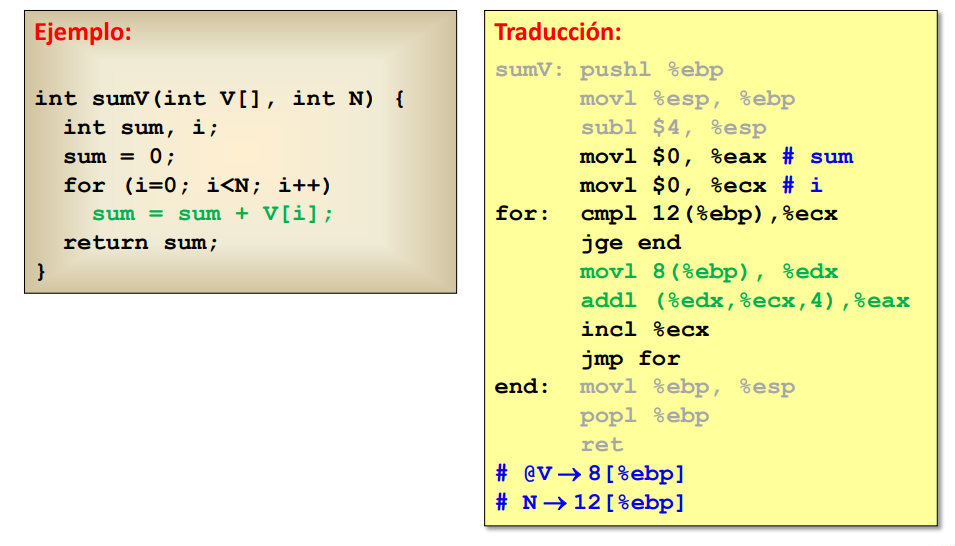 Ejemplo:
int sumV(int V[], int N) {
  int sum, i;
  sum = 0;
  for (i=0; i<N; i++)
    sum = sum + V[i];
  return sum;
}
Traducción:
sumV: pushl %ebp
      movl %esp, %ebp
      subl $4, %esp
      movl $0, %eax # sum
      movl $0, %ecx # i
for:  cmpl 12(%ebp),%ecx
      jge end
      movl 8(%ebp), %edx
      addl (%edx,%ecx,4),%eax
      incl %ecx
      jmp for
end:  movl %ebp, %esp
      popl %ebp
      ret
# @V→8[%ebp]
# N→12[%ebp]